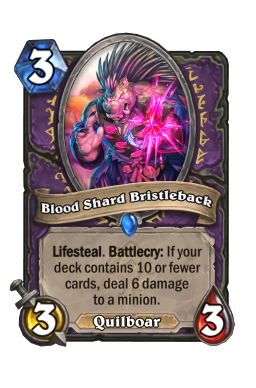 3
Blood Shard Bristleback
Lifesteal. Battlecry: If your
deck contains 10 or fewer
cards, deal 6 damage
to a minion.
3
Quilboar
3